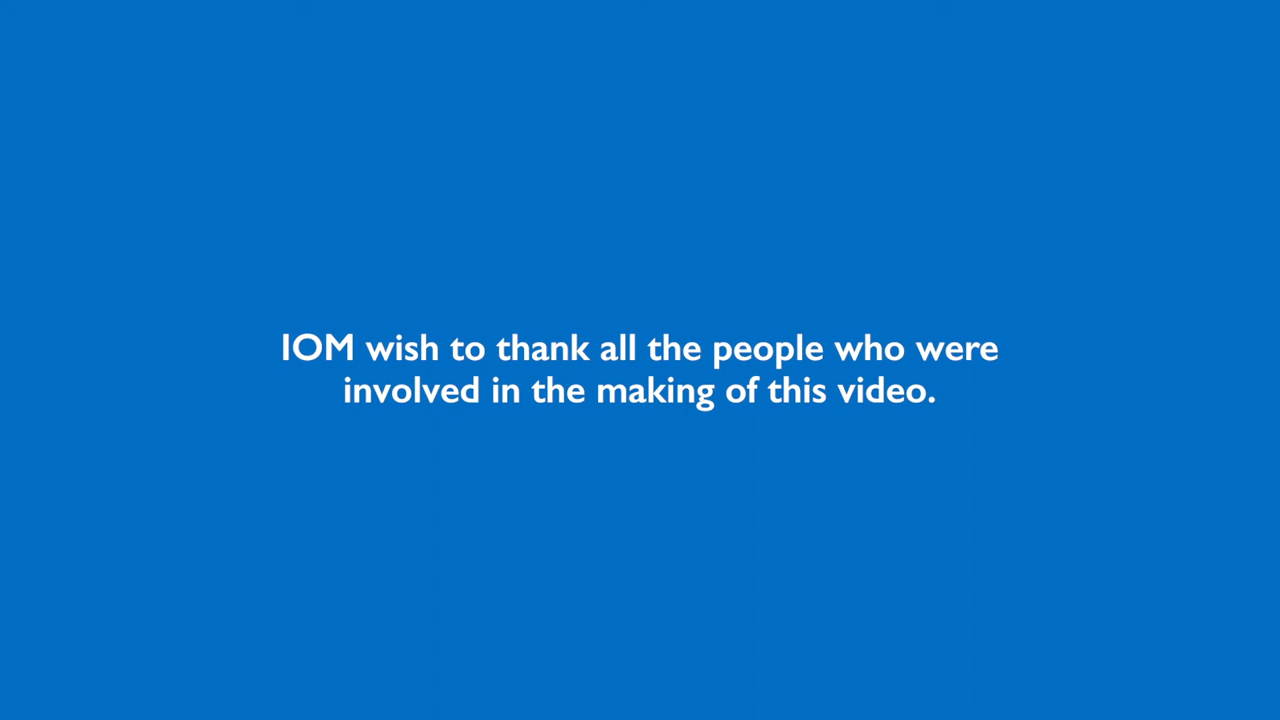 IOM wish to thank all the people who were
involved in the making of this video.